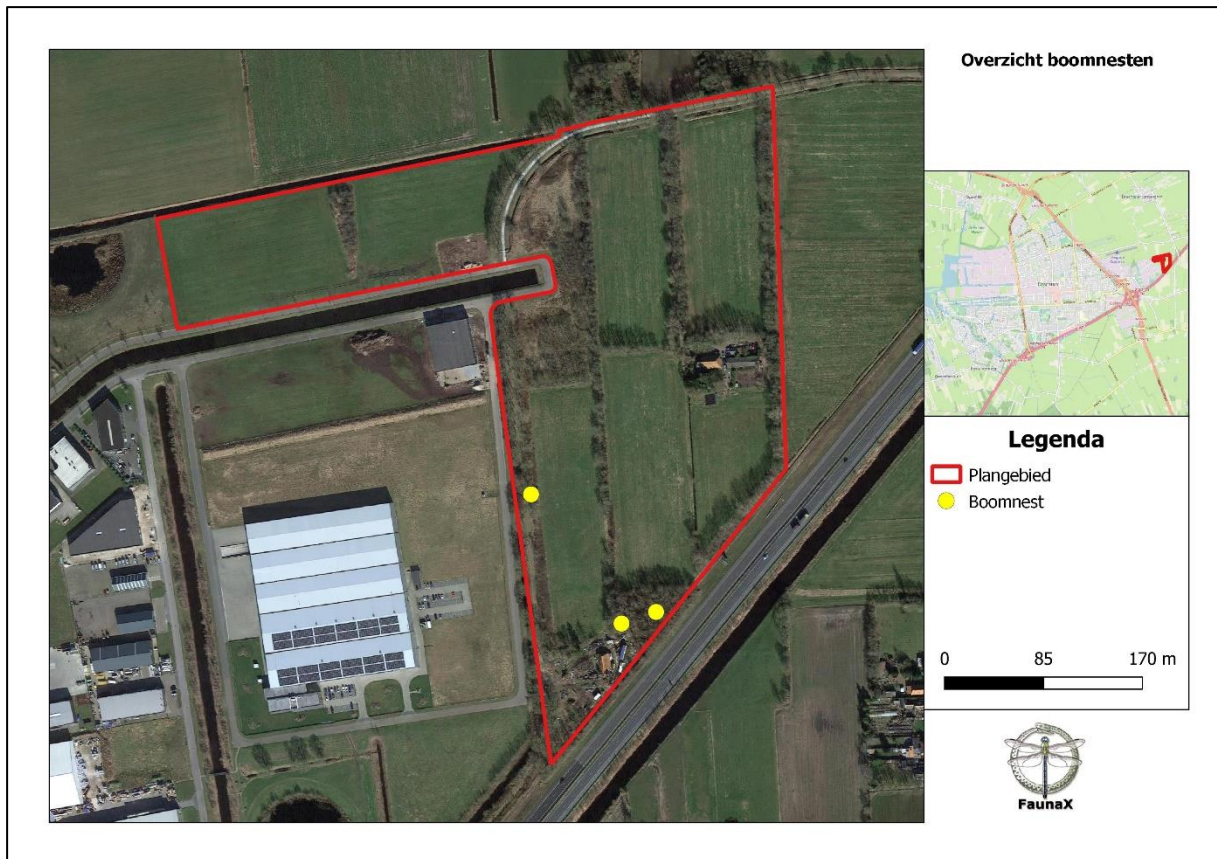 Overzicht boomnesten
Legenda
Plangebied
Boomnest
0 85 170 m
FaunaX